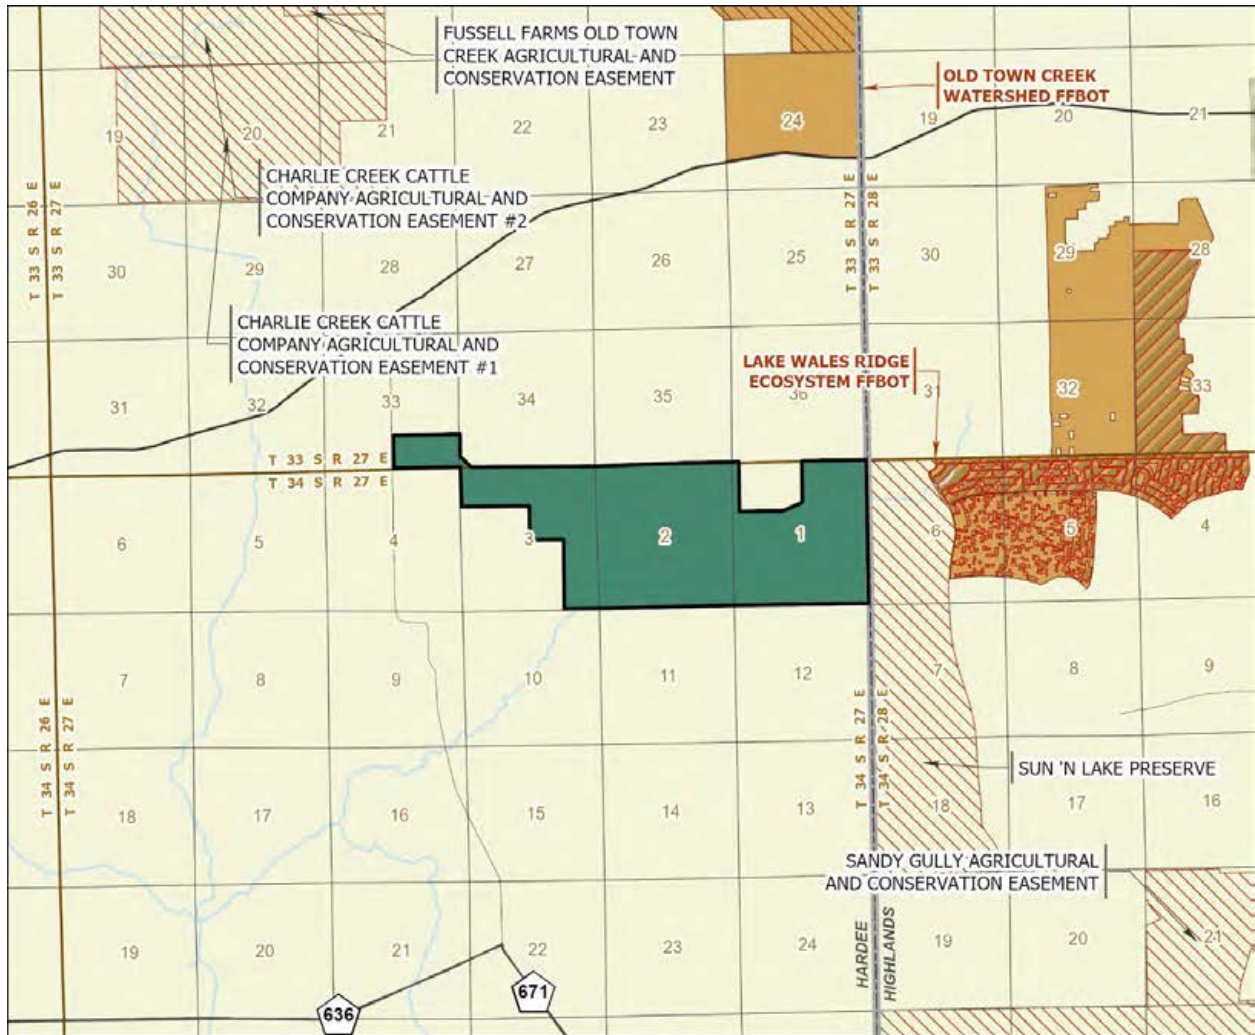 FUSSELL FARMS OLD TOWN
CREEK AGRICULTURAL AND
CONSERVATION EASEMENT
OLD TOWN CREEK
WATERSHED FFBOT
19
20
21
22
23
24
19
20
21
CHARLIE CREEK CATTLE
COMPANY AGRICULTURAL AND
CONSERVATION EASEMENT #2
T 33 S R 26 E
T 33 S R 27 E
T 33 S R 27 E
T 33 S R 28 E
30
29
28
27
26
25
30
29
28
CHARLIE CREEK CATTLE
COMPANY AGRICULTURAL AND
CONSERVATION EASEMENT #1
LAKE WALES RIDGE
ECOSYSTEM FFBOT
31
32
33
34
35
36
31
32
33
T 33 S R 27 E
T 34 S R 27 E
6
5
4
3
2
1
6
5
4
7
8
9
10
11
12
7
8
9
T 34 S R 26 E
T 34 S R 27 E
T 34 S R 27 E
T 34 S R 28 E
SUN 'N LAKE PRESERVE
18
17
16
15
14
13
18
17
16
SANDY GULLY AGRICULTURAL
AND CONSERVATION EASEMENT
19
20
21
22
23
24
19
20
21
HARDEE
HIGHLANDS
636
671